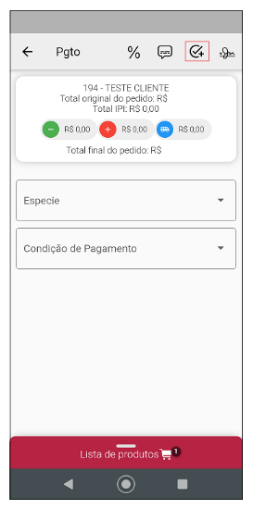 Pgto
%
194 - TESTE CLIENTE
Total original do pedido: R$
Total IPI: R$ 0,00
R$ 0,00 R$ 0,00 R$ 0,00
Total final do pedido: R$
Especie
Condição de Pagamento
Lista de produtos 1